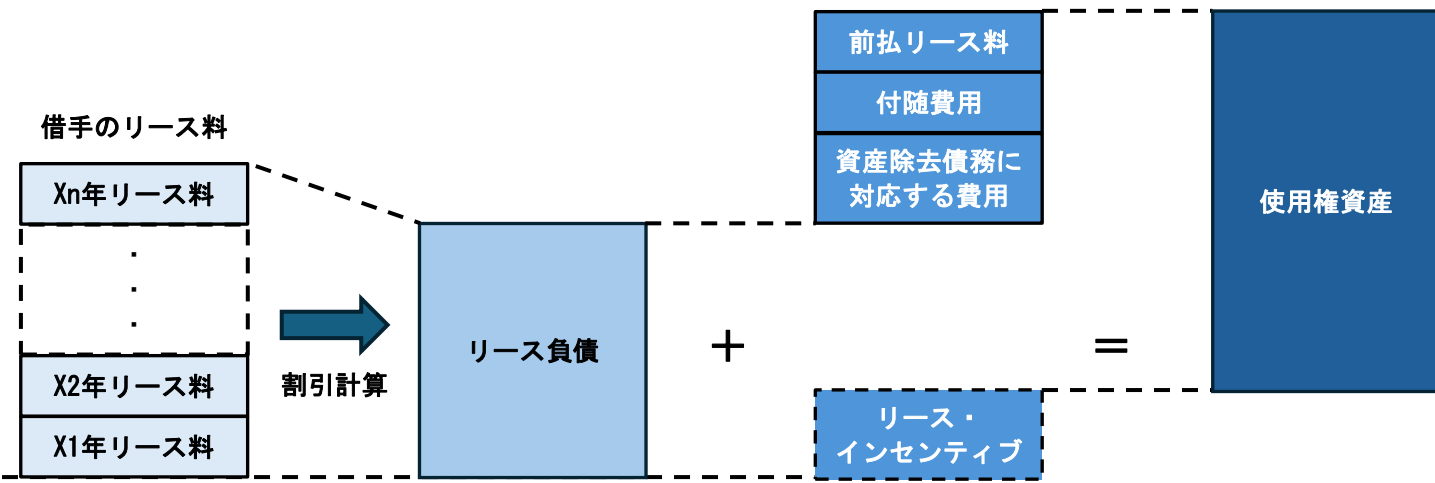 借手のリース料
Xn年リース料
・
・
・
X2年リース料
X1年リース料
割引計算
リース負債
+
前払リース料
付随費用
資産除去債務に
対応する費用
リース・
インセンティブ
=
使用権資産